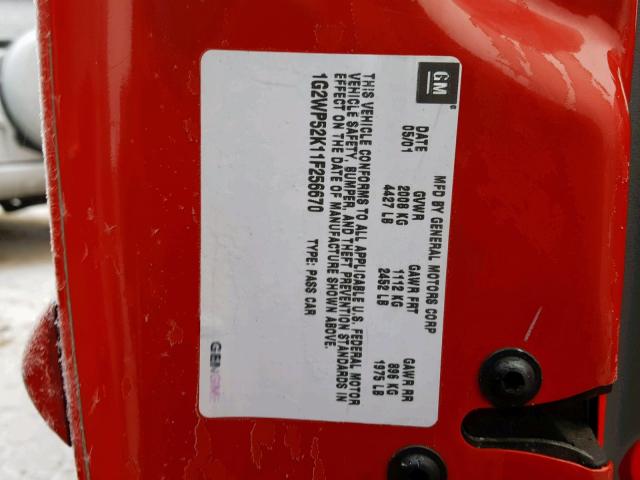 GM
MFD BY GENERAL MOTORS CORP
DATE GVWR GAWR FRT GAWR RR
05/01 2008 KG 1112 KG 896 KG
4427 LB 2452 LB 1975 LB
THIS VEHICLE CONFORMS TO ALL APPLICABLE U.S. FEDERAL MOTOR
VEHICLE SAFETY, BUMPER, AND THEFT PREVENTION STANDARDS IN
EFFECT ON THE DATE OF MANUFACTURE SHOWN ABOVE.
1G2WP52K11F256670 TYPE: PASS CAR